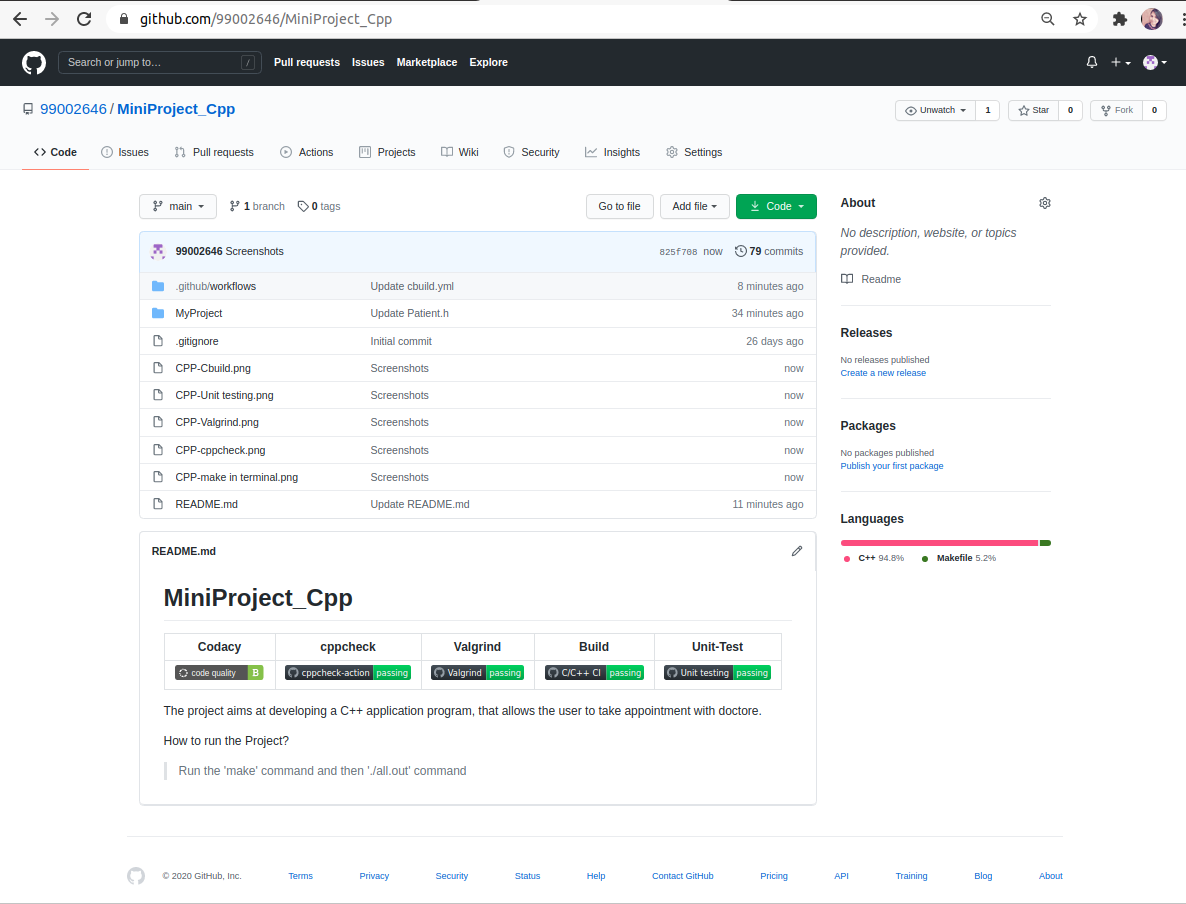 github.com/99002646/MiniProject_Cpp
Search or jump to… / Pull requests Issues Marketplace Explore
99002646 / MiniProject_Cpp Unwatch 1 Star 0 Fork 0
Code Issues Pull requests Actions Projects Wiki Security Insights Settings
main 1 branch 0 tags Go to file Add file Code
99002646 Screenshots 825f708 now 79 commits
.github/workflows Update cbuild.yml 8 minutes ago
MyProject Update Patient.h 34 minutes ago
.gitignore Initial commit 26 days ago
CPP-Cbuild.png Screenshots now
CPP-Unit testing.png Screenshots now
CPP-Valgrind.png Screenshots now
CPP-cppcheck.png Screenshots now
CPP-make in terminal.png Screenshots now
README.md Update README.md 11 minutes ago
README.md
MiniProject_Cpp
Codacy cppcheck Valgrind Build Unit-Test
code quality B cppcheck-action passing Valgrind passing C/C++ CI passing Unit testing passing
The project aims at developing a C++ application program, that allows the user to take appointment with doctore.
How to run the Project?
Run the 'make' command and then './all.out' command
About
No description, website, or topics
provided.
Readme
Releases
No releases published
Create a new release
Packages
No packages published
Publish your first package
Languages
C++ 94.8% Makefile 5.2%
© 2020 GitHub, Inc. Terms Privacy Security Status Help Contact GitHub Pricing API Training Blog About